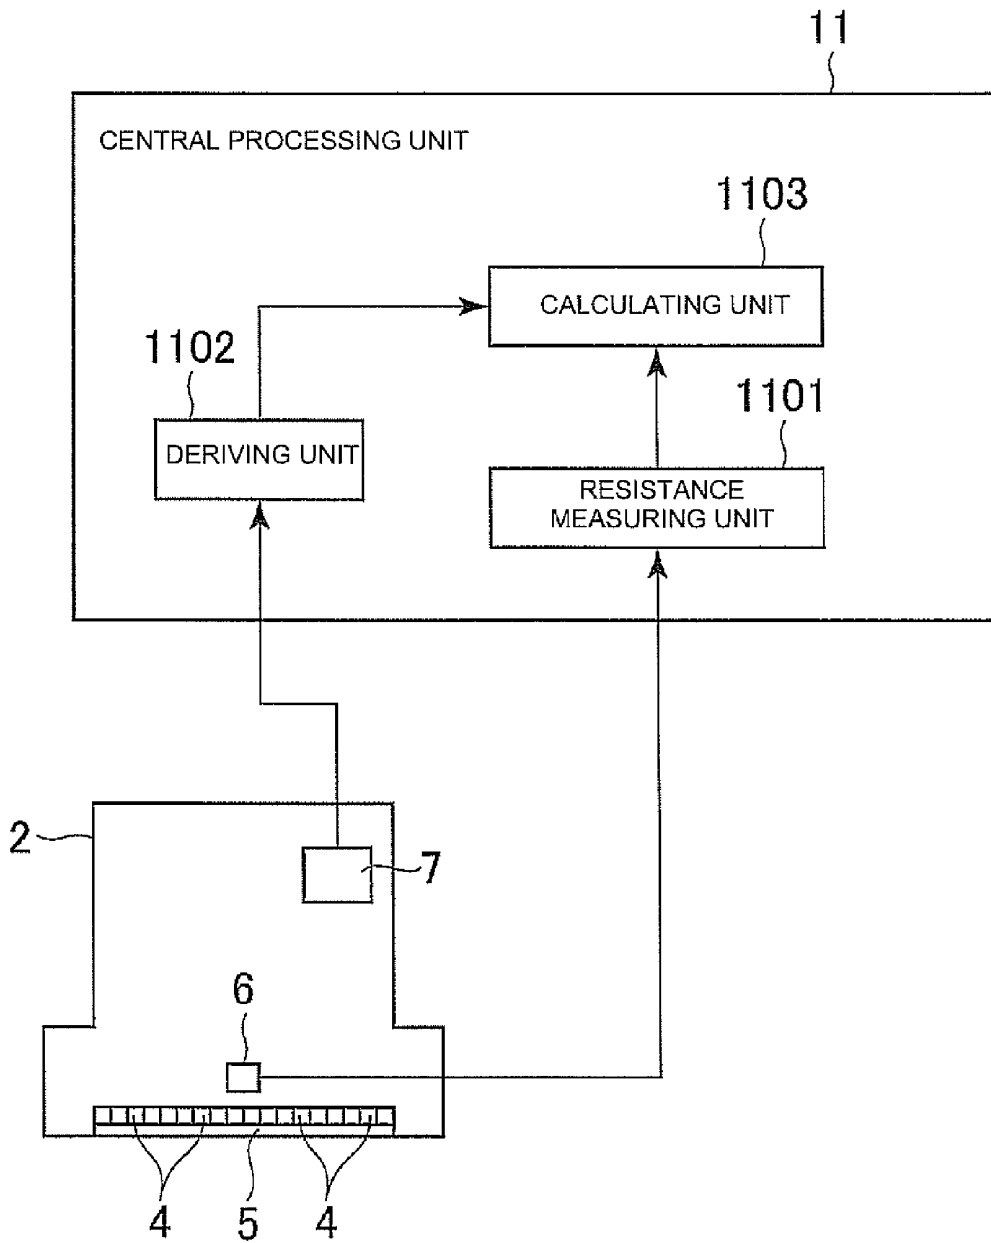 11
CENTRAL PROCESSING UNIT
1103
CALCULATING UNIT
1102
1101
DERIVING UNIT
RESISTANCE
MEASURING UNIT
2
7
6
4
5
4